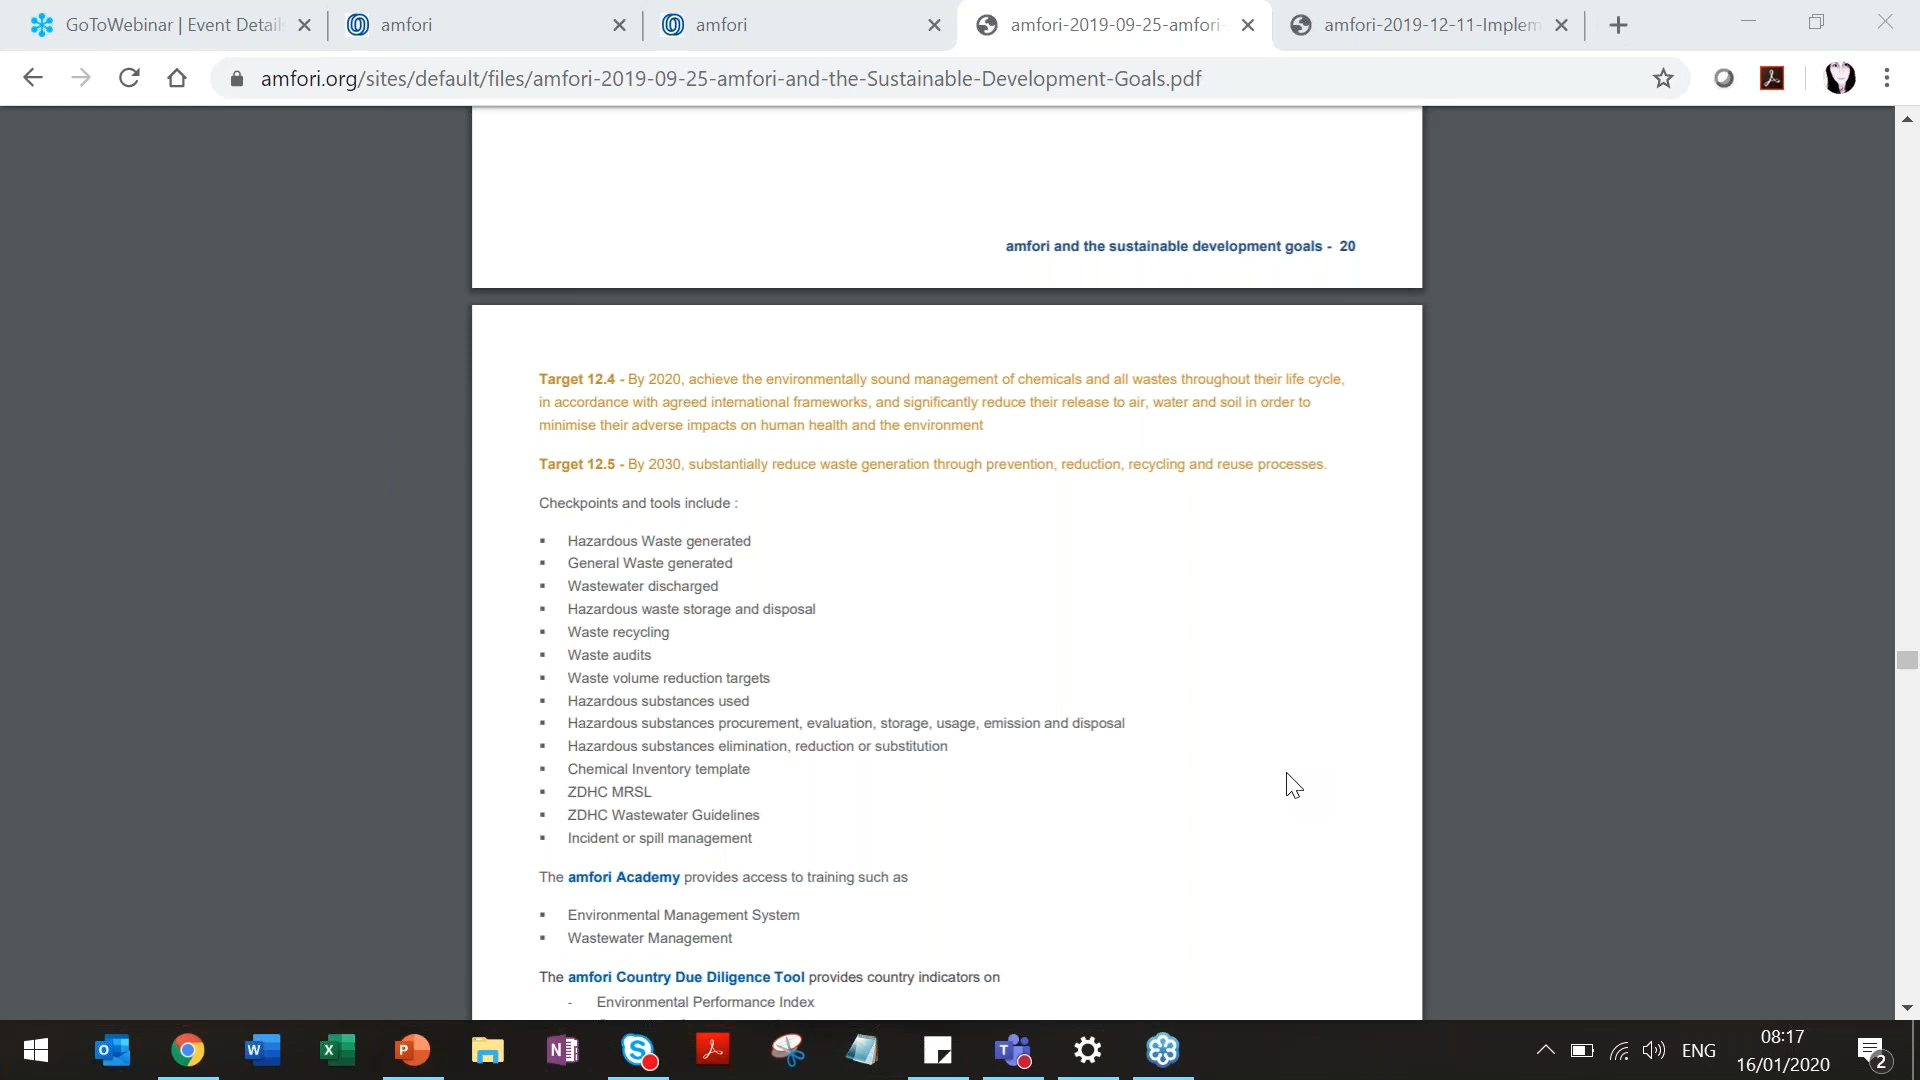 GoToWebinar | Event Details
amfori
amfori
amfori-2019-09-25-amfori-
amfori-2019-12-11-Implem
amfori.org/sites/default/files/amfori-2019-09-25-amfori-and-the-Sustainable-Development-Goals.pdf
amfori and the sustainable development goals - 20
Target 12.4 - By 2020, achieve the environmentally sound management of chemicals and all wastes throughout their life cycle,
in accordance with agreed international frameworks, and significantly reduce their release to air, water and soil in order to
minimise their adverse impacts on human health and the environment
Target 12.5 - By 2030, substantially reduce waste generation through prevention, reduction, recycling and reuse processes.
Checkpoints and tools include :
▪ Hazardous Waste generated
▪ General Waste generated
▪ Wastewater discharged
▪ Hazardous waste storage and disposal
▪ Waste recycling
▪ Waste audits
▪ Waste volume reduction targets
▪ Hazardous substances used
▪ Hazardous substances procurement, evaluation, storage, usage, emission and disposal
▪ Hazardous substances elimination, reduction or substitution
▪ Chemical Inventory template
▪ ZDHC MRSL
▪ ZDHC Wastewater Guidelines
▪ Incident or spill management
The amfori Academy provides access to training such as
▪ Environmental Management System
▪ Wastewater Management
The amfori Country Due Diligence Tool provides country indicators on
- Environmental Performance Index
ENG
08:17
16/01/2020
2